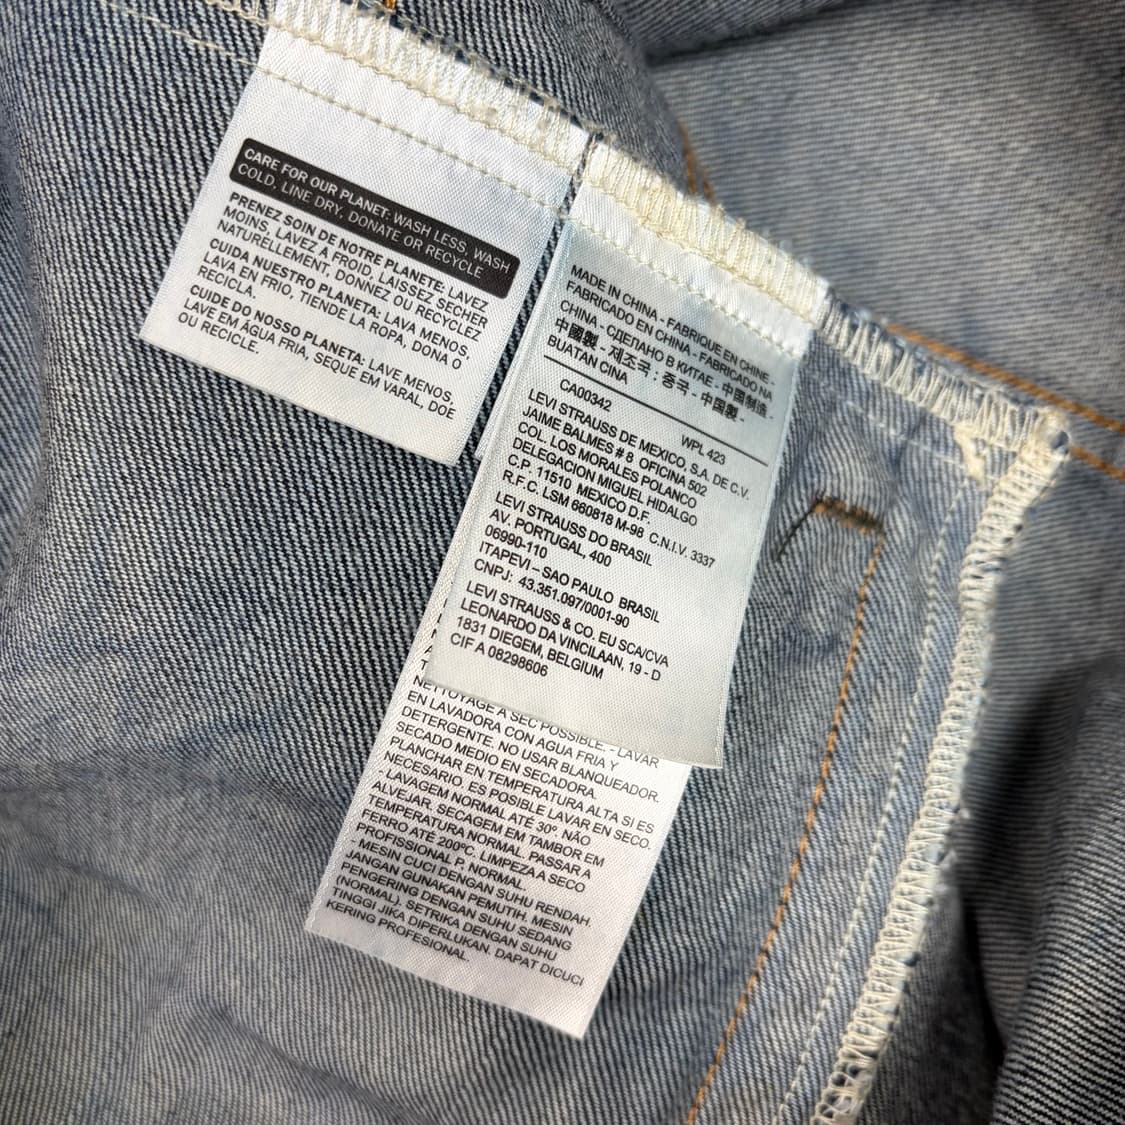 CARE FOR OUR PLANET: WASH LESS, WASH
COLD, LINE DRY, DONATE OR RECYCLE
PRENEZ SOIN DE NOTRE PLANETE: LAVEZ
MOINS, LAVEZ À FROID, LAISSEZ SÉCHER
NATURELLEMENT, DONNEZ OU RECYCLEZ
CUIDA NUESTRO PLANETA: LAVA MENOS,
LAVA EN FRIO, TIENDE LA ROPA, DONA O
RECICLA.
CUIDE DO NOSSO PLANETA: LAVE MENOS,
LAVE EM ÁGUA FRIA, SEQUE EM VARAL, DOE
OU RECICLE.
MADE IN CHINA - FABRIQUE EN CHINE -
FABRICADO EN CHINA - FABRICADO NA
CHINA - СДЕЛАНО В КИТАЕ - 中国制造 -
中國製 - 제조국 : 중국 - 中国製 -
BUATAN CINA
CA00342 WPL 423
LEVI STRAUSS DE MEXICO, S.A. DE C.V.
JAIME BALMES # 8 OFICINA 502
COL. LOS MORALES POLANCO
DELEGACION MIGUEL HIDALGO
C.P. 11510 MEXICO D.F.
R.F.C. LSM 660818 M-98 C.N.I.V. 3337
LEVI STRAUSS DO BRASIL
AV. PORTUGAL, 400
06990-110
ITAPEVI – SAO PAULO BRASIL
CNPJ: 43.351.097/0001-90
LEVI STRAUSS & CO. EU SCA/CVA
LEONARDO DA VINCILAAN, 19 - D
1831 DIEGEM, BELGIUM
CIF A 08298606
NETTOYAGE A SEC POSSIBLE. - LAVAR
EN LAVADORA CON AGUA FRIA Y
DETERGENTE. NO USAR BLANQUEADOR.
SECADO MEDIO EN SECADORA.
PLANCHAR EN TEMPERATURA ALTA SI ES
NECESARIO. ES POSIBLE LAVAR EN SECO.
- LAVAGEM NORMAL ATÉ 30º. NÃO
ALVEJAR. SECAGEM EM TAMBOR EM
TEMPERATURA NORMAL. PASSAR A
FERRO ATÉ 200ºC. LIMPEZA A SECO
PROFISSIONAL P. NORMAL.
- MESIN CUCI DENGAN SUHU RENDAH.
JANGAN GUNAKAN PEMUTIH. MESIN
PENGERING DENGAN SUHU SEDANG
(NORMAL). SETRIKA DENGAN SUHU
TINGGI JIKA DIPERLUKAN. DAPAT DICUCI
KERING PROFESIONAL.